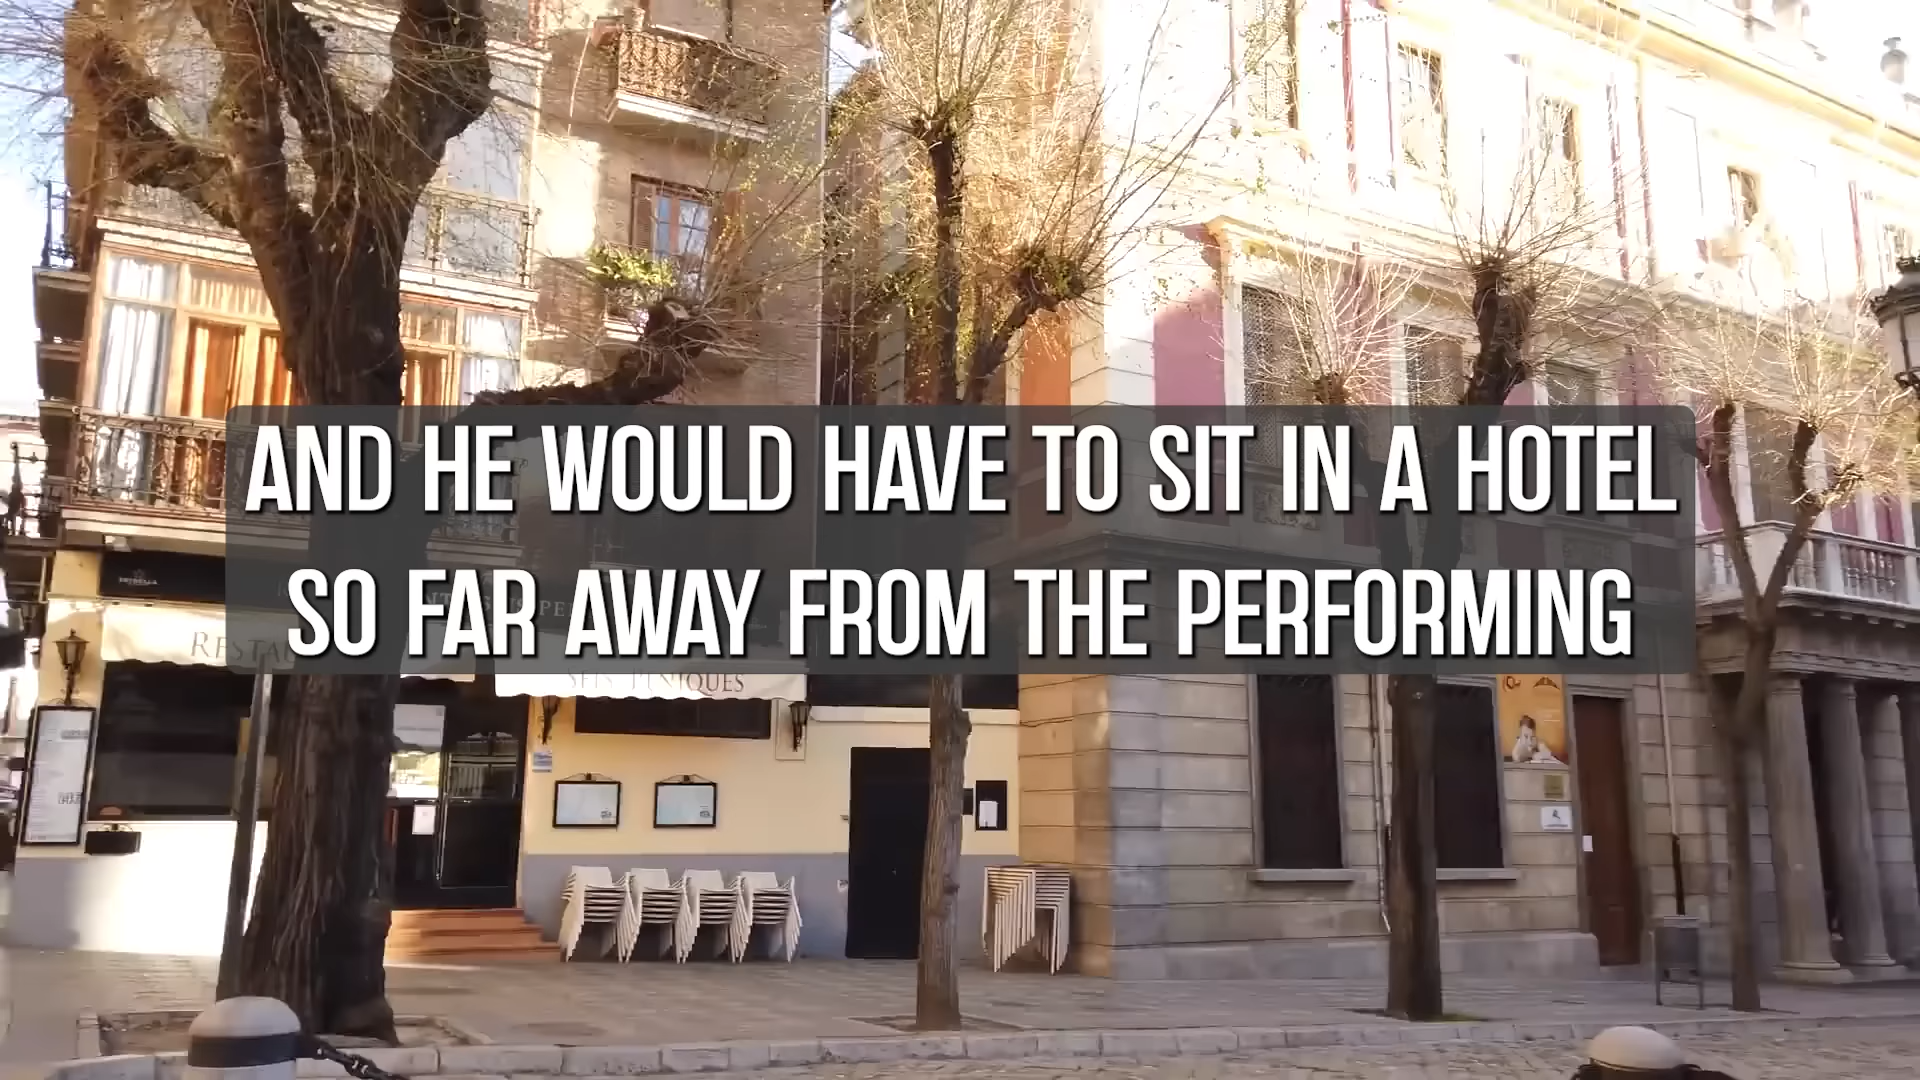 AND HE WOULD HAVE TO SIT IN A HOTEL
SO FAR AWAY FROM THE PERFORMING